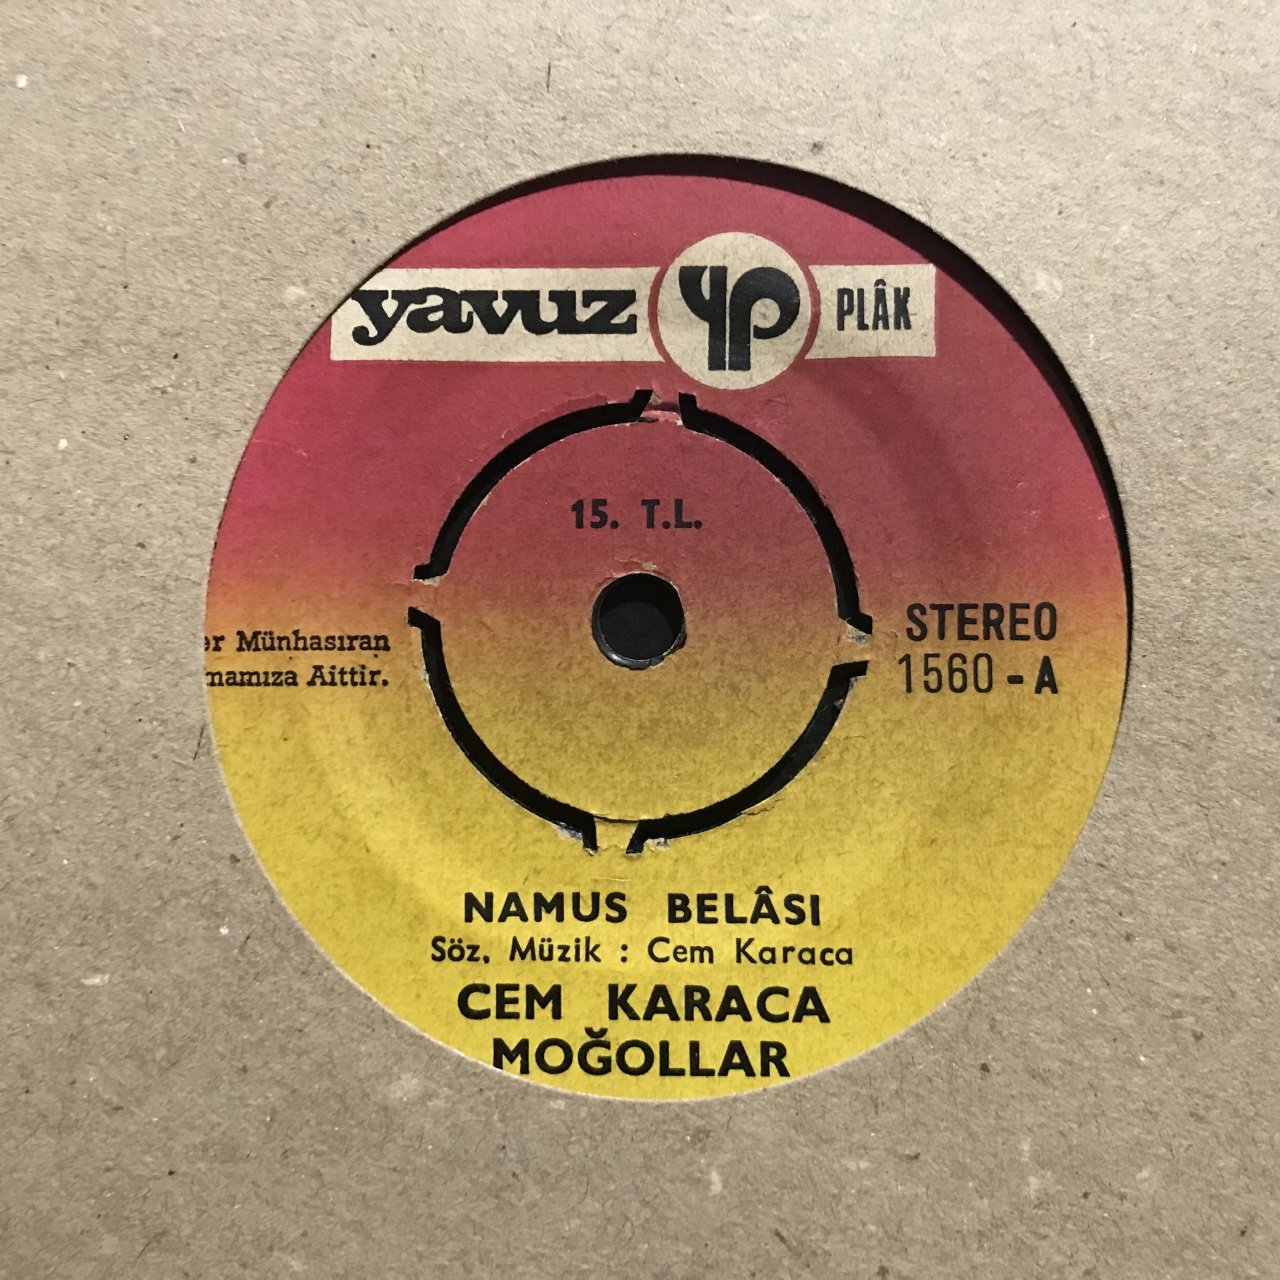 yavuz yp PLÂK
15. T.L.
Münhasıran
Aittir.
STEREO
1560 - A
NAMUS BELÂSI
Söz, Müzik : Cem Karaca
CEM KARACA
MOĞOLLAR